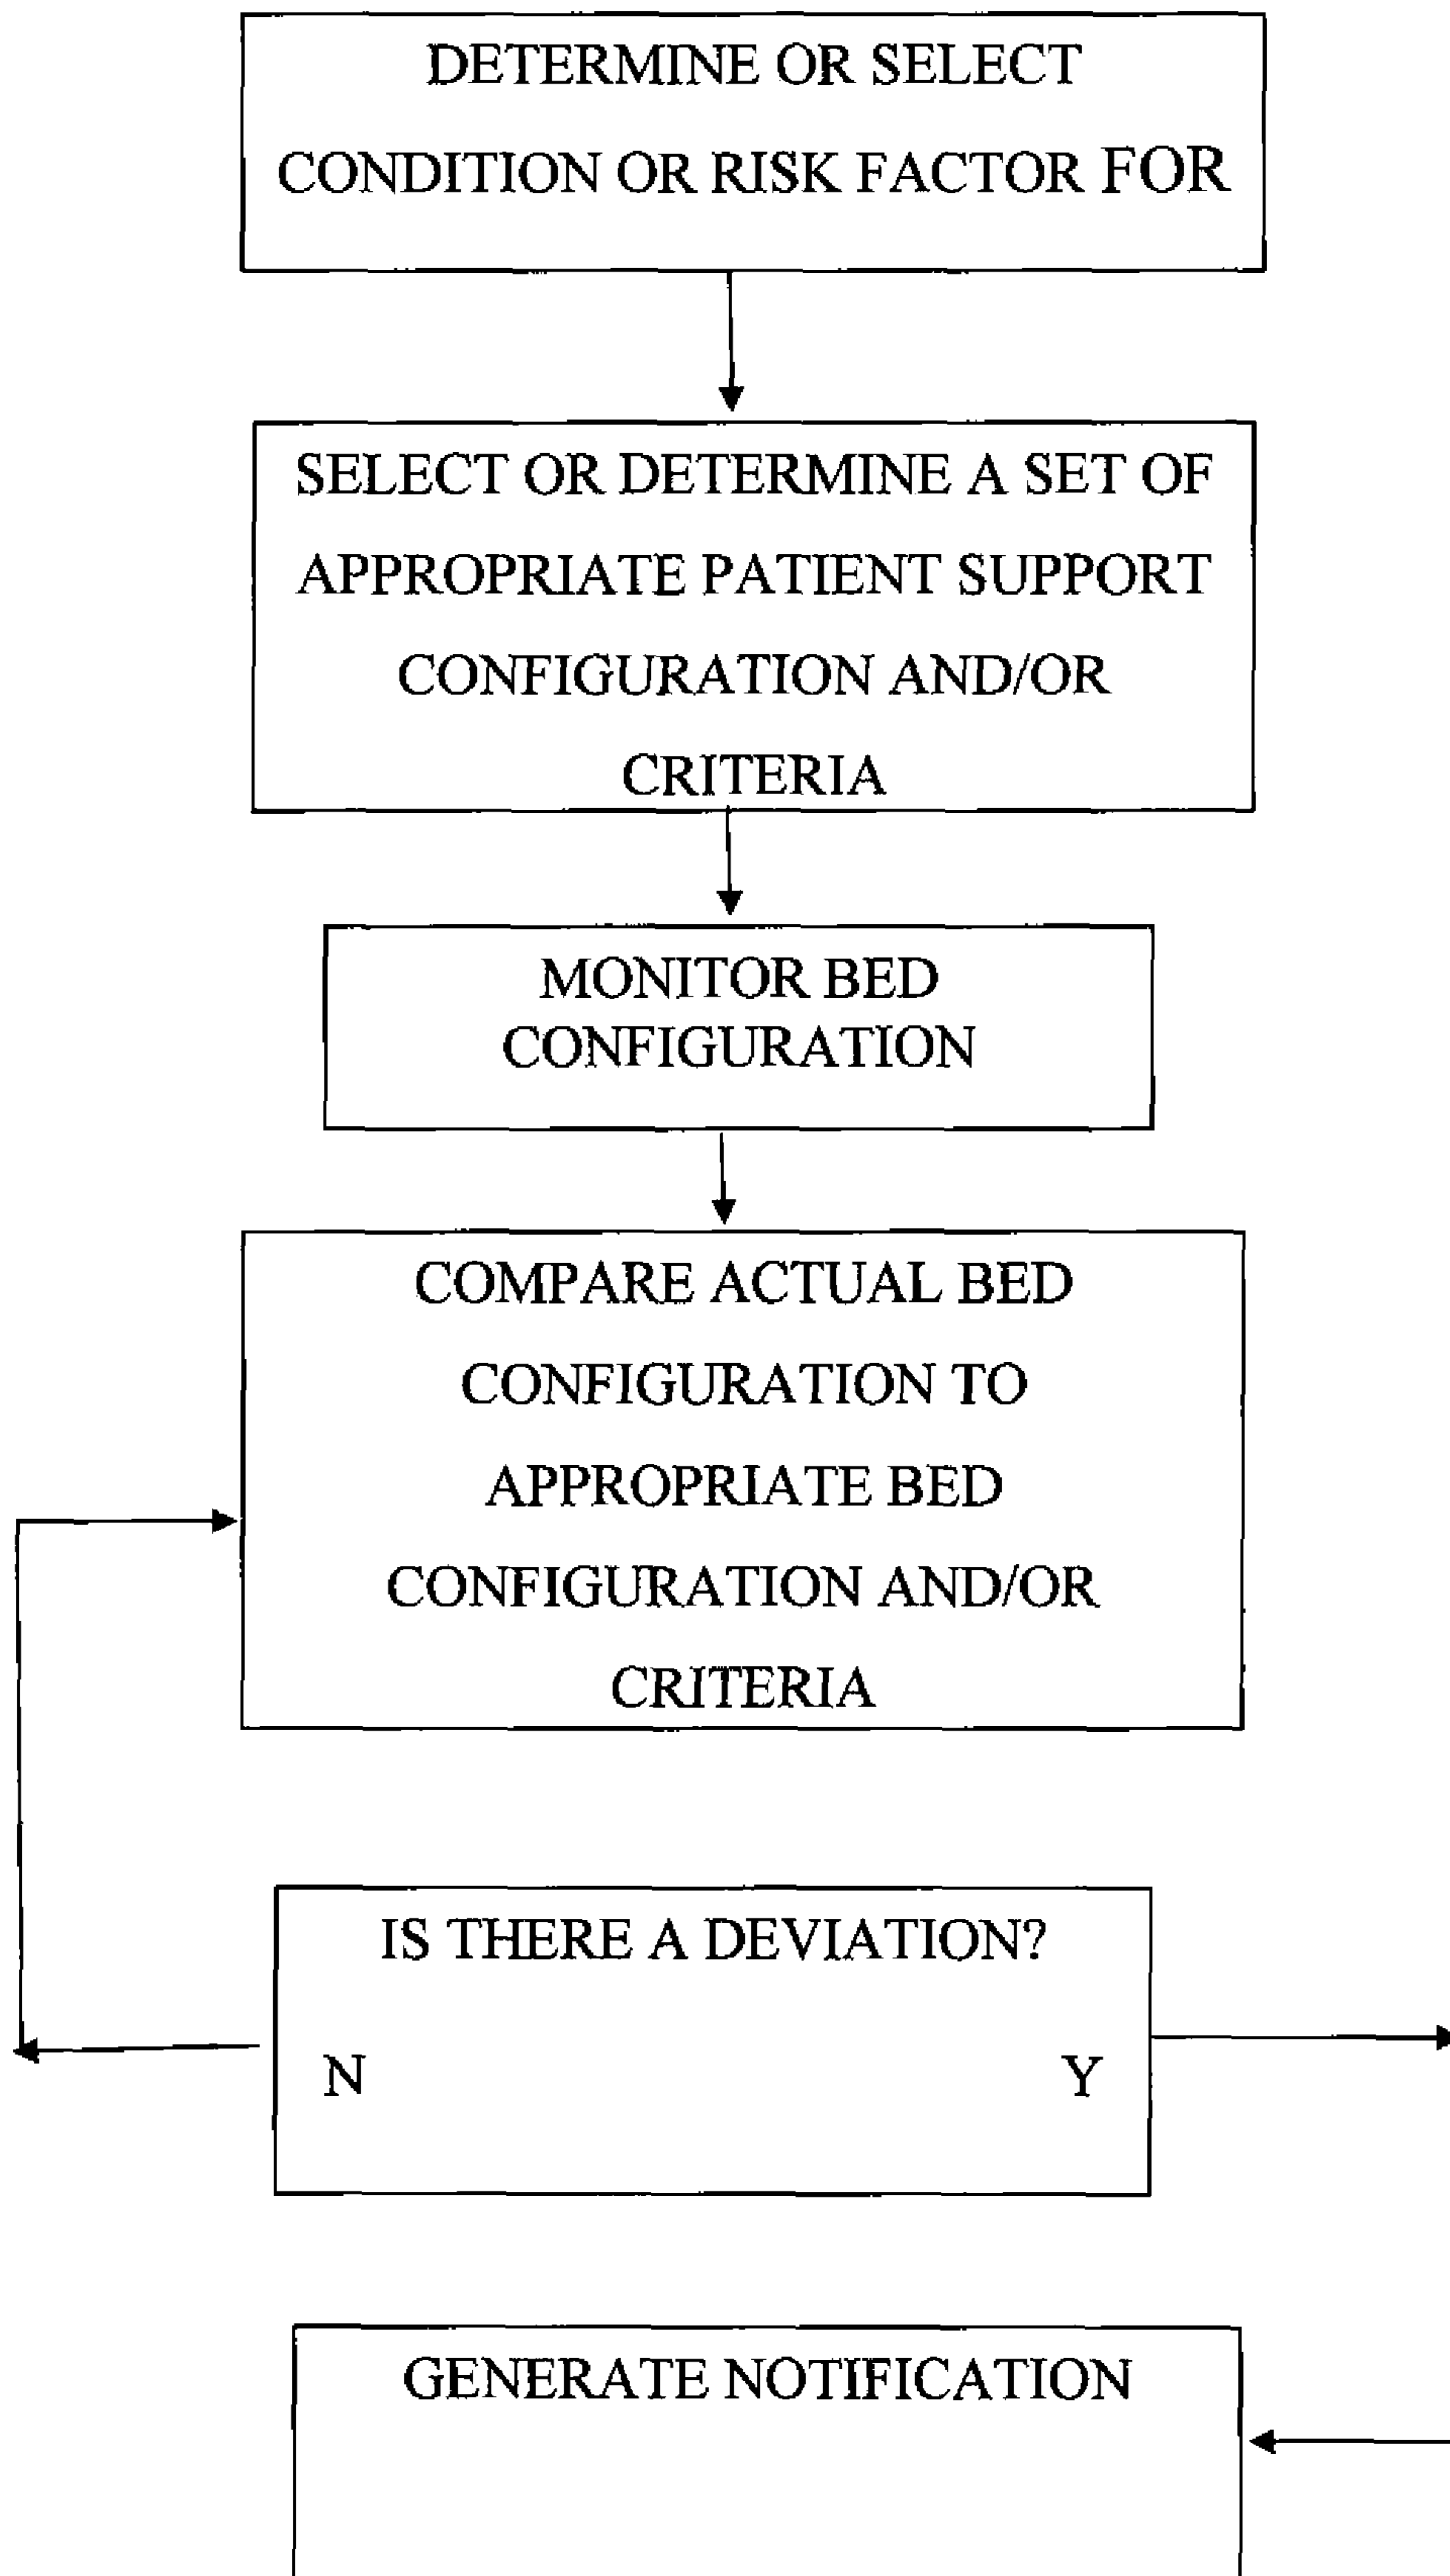 DETERMINE OR SELECT
CONDITION OR RISK FACTOR FOR
SELECT OR DETERMINE A SET OF
APPROPRIATE PATIENT SUPPORT
CONFIGURATION AND/OR
CRITERIA
MONITOR BED
CONFIGURATION
COMPARE ACTUAL BED
CONFIGURATION TO
APPROPRIATE BED
CONFIGURATION AND/OR
CRITERIA
IS THERE A DEVIATION?
N Y
GENERATE NOTIFICATION